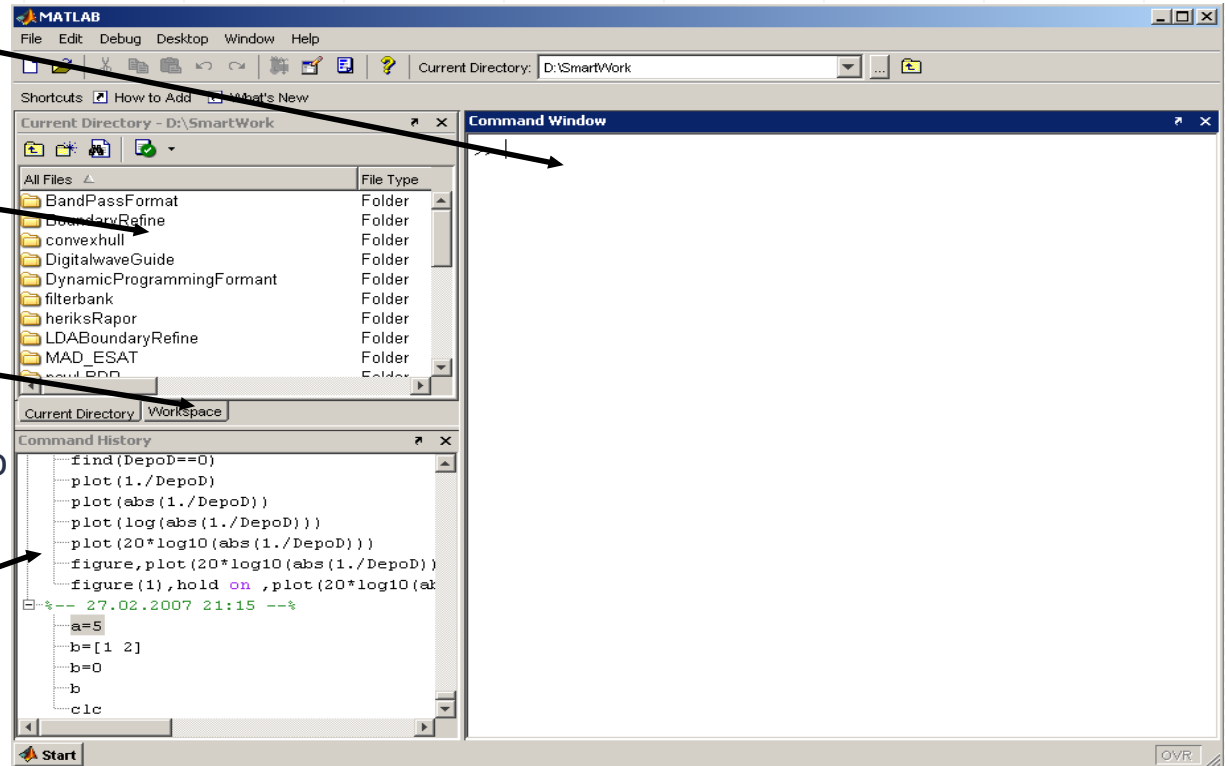 MATLAB
File Edit Debug Desktop Window Help
Current Directory: D:\SmartWork
Shortcuts How to Add What's New
Current Directory - D:\SmartWork
All Files File Type
BandPassFormat Folder
BoundaryRefine Folder
convexhull Folder
DigitalwaveGuide Folder
DynamicProgrammingFormant Folder
filterbank Folder
heriksRapor Folder
LDABoundaryRefine Folder
MAD_ESAT Folder
Folder
Current Directory Workspace
Command History
find(DepoD==0)
plot(1./DepoD)
plot(abs(1./DepoD))
plot(log(abs(1./DepoD)))
plot(20*log10(abs(1./DepoD)))
figure,plot(20*log10(abs(1./DepoD))
figure(1),hold on ,plot(20*log10(ab
%-- 27.02.2007 21:15 --%
a=5
b=[1 2]
b=0
b
clc
Command Window
>>
Start
OVR